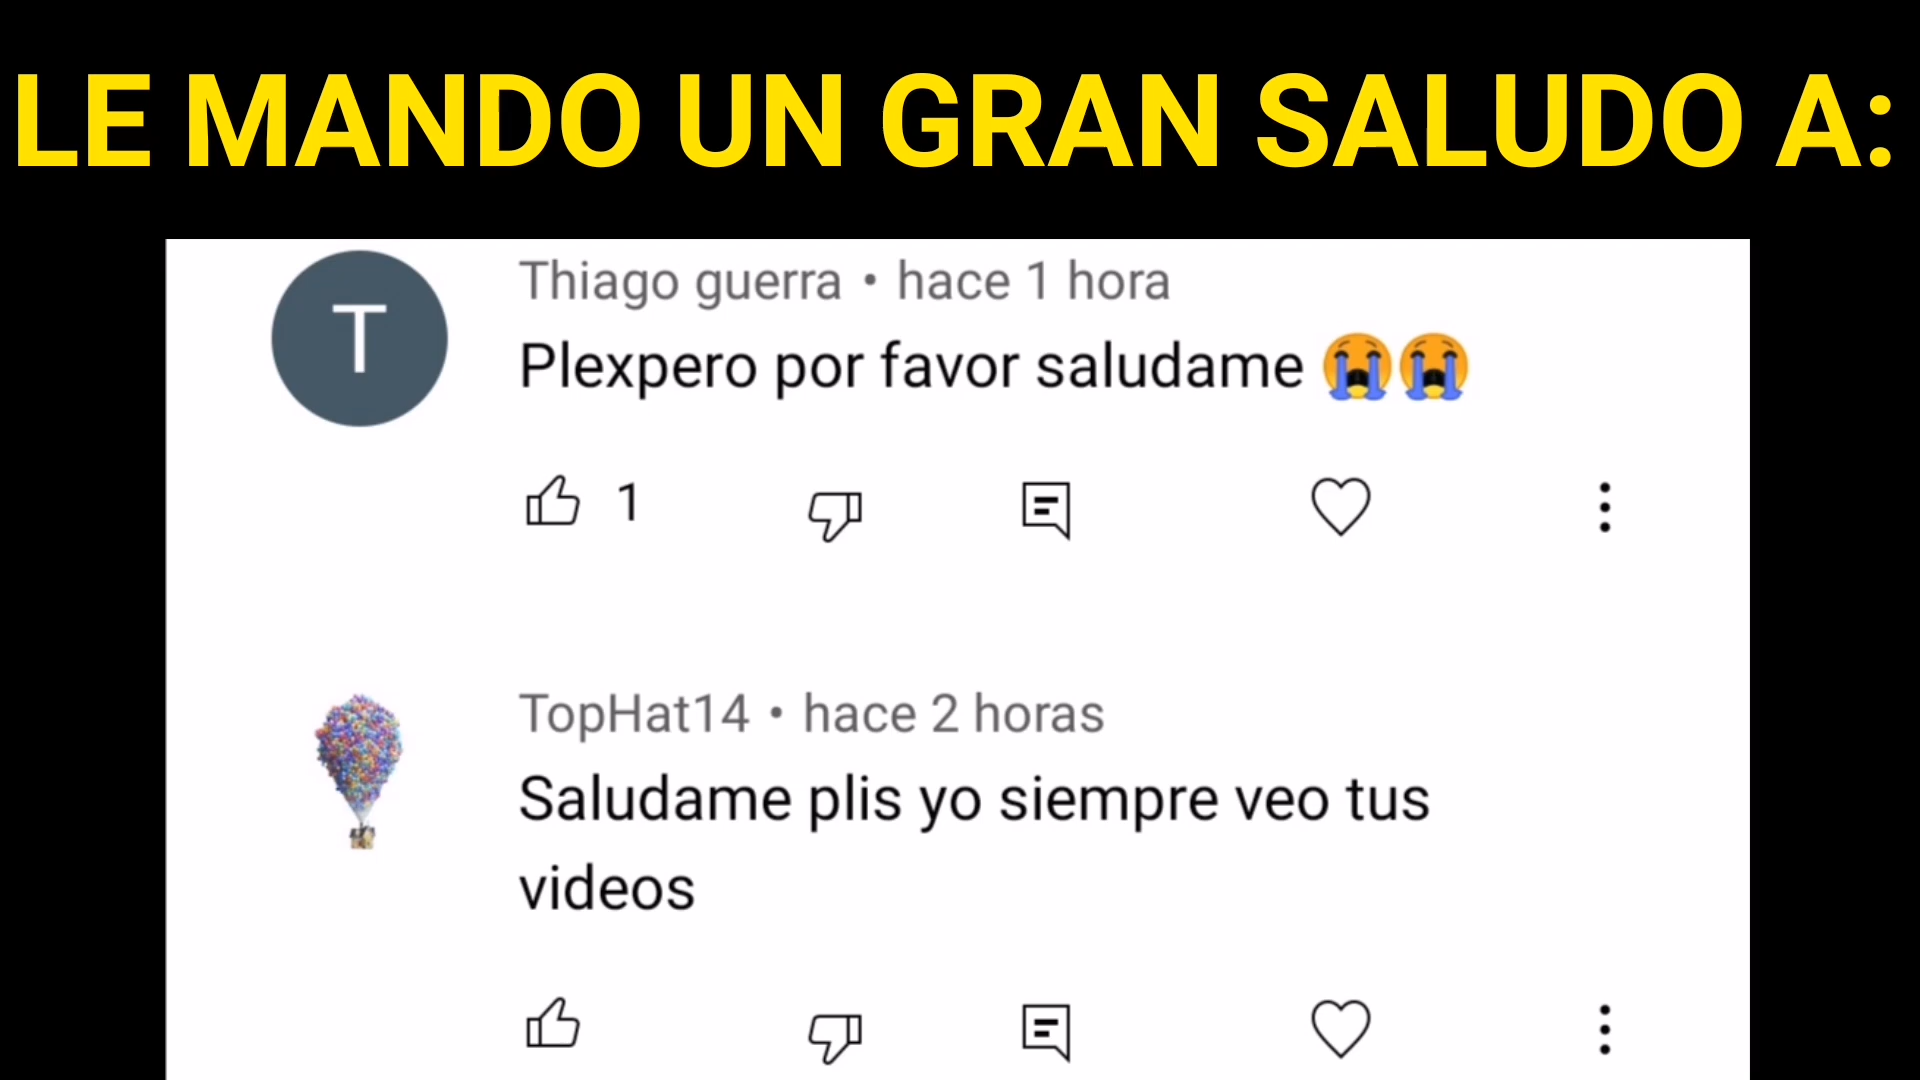 LE MANDO UN GRAN SALUDO A:
T
Thiago guerra • hace 1 hora
Plexpero por favor saludame 😭😭
1
TopHat14 • hace 2 horas
Saludame plis yo siempre veo tus
videos